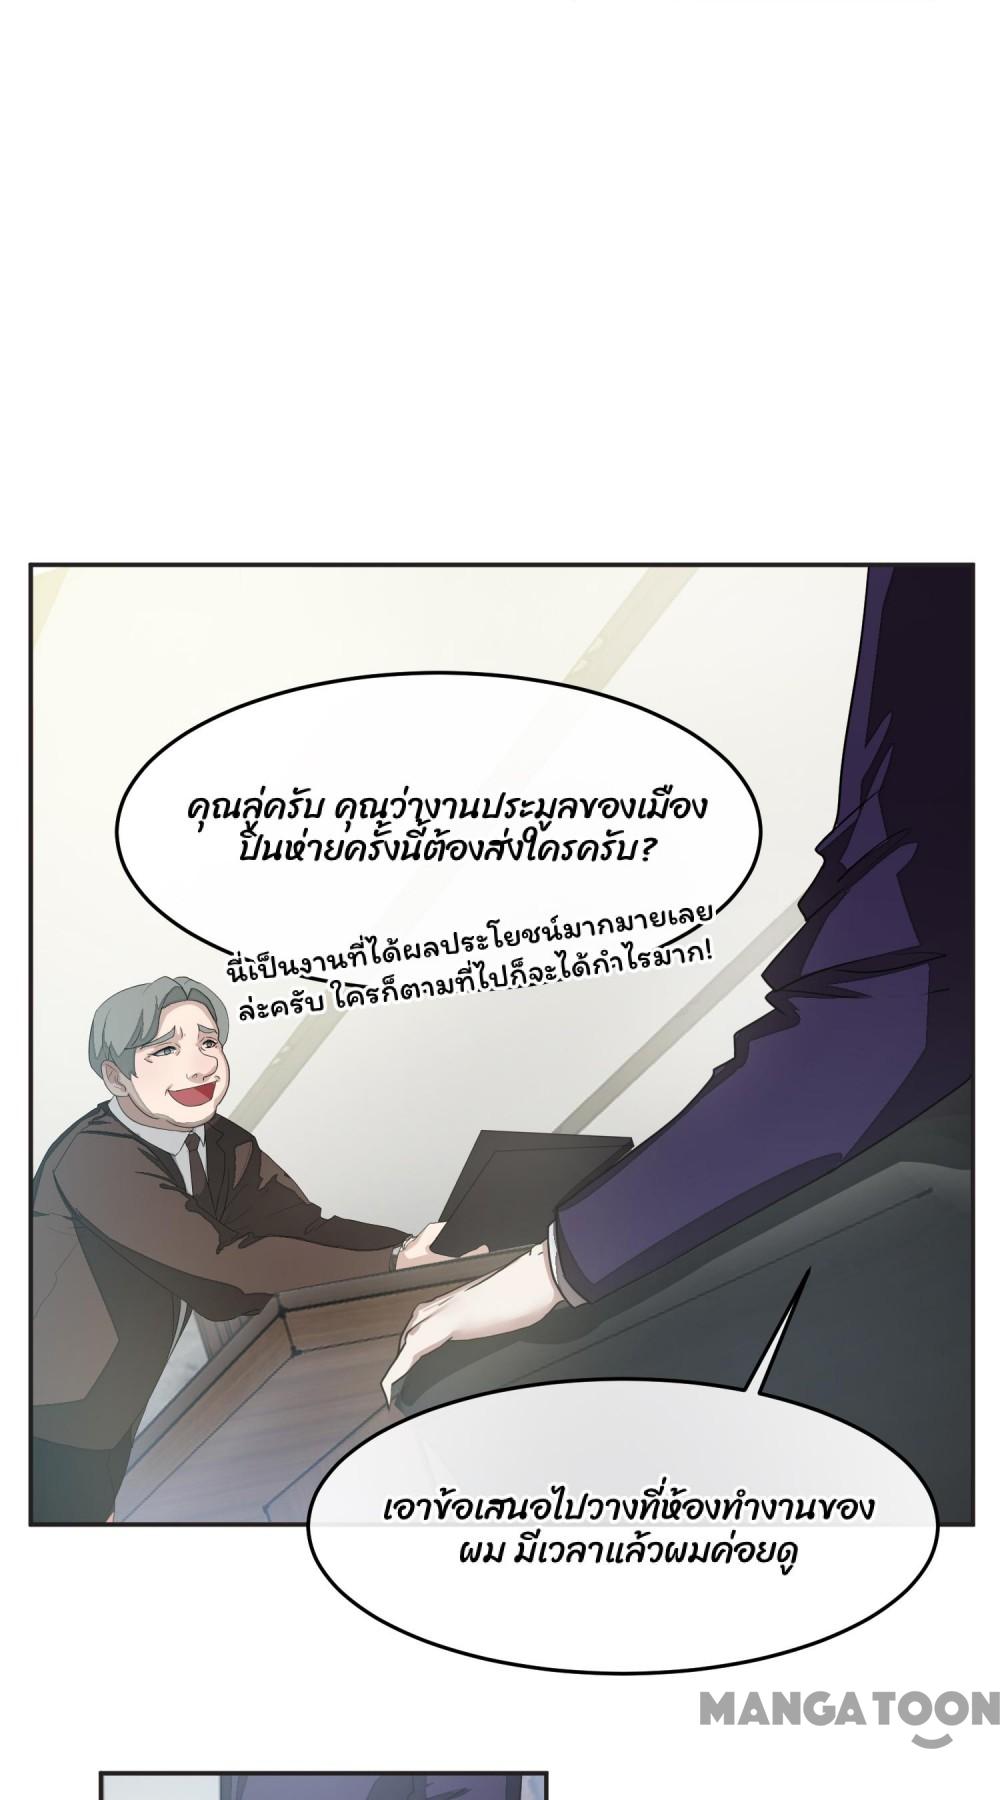 คุณลู่ครับ คุณว่างานประมูลของเมือง
ปินห่ายครั้งนี้ต้องส่งใครครับ?
นี่เป็นงานที่ได้ผลประโยชน์มากมายเลย
ล่ะครับ ใครก็ตามที่ไปก็จะได้กำไรมาก!
เอาข้อเสนอไปวางที่ห้องทำงานของ
ผม มีเวลาแล้วผมค่อยดู
MANGATOON